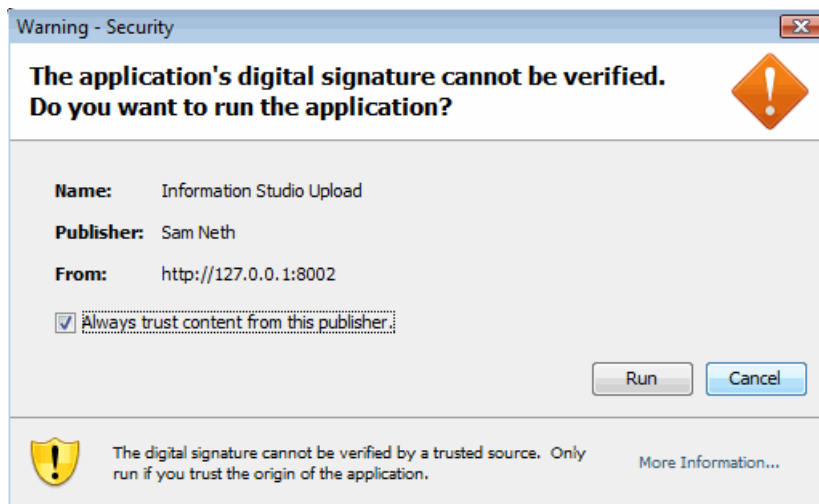 Warning - Security
The application's digital signature cannot be verified.
Do you want to run the application?
Name: Information Studio Upload
Publisher: Sam Neth
From: http://127.0.0.1:8002
Always trust content from this publisher.
Run Cancel
The digital signature cannot be verified by a trusted source. Only
run if you trust the origin of the application.
More Information...